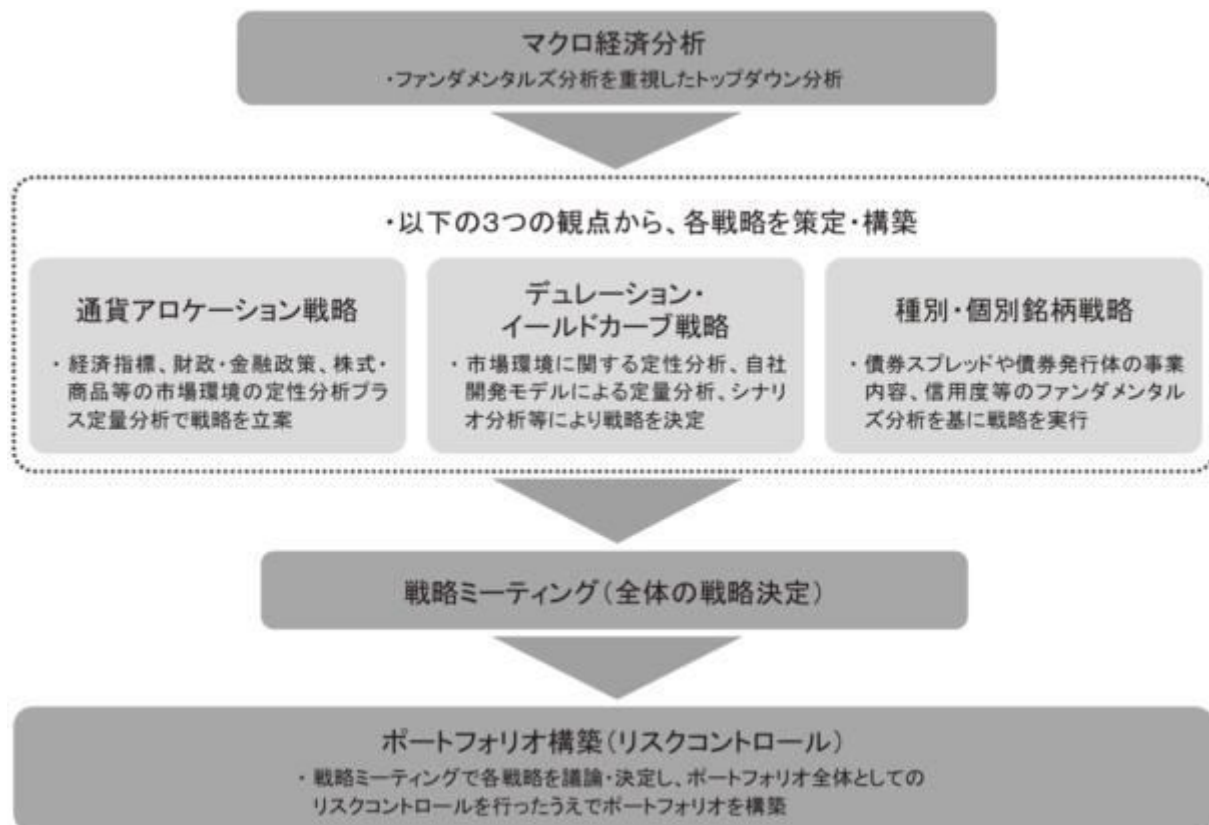 マクロ経済分析
・ファンダメンタルズ分析を重視したトップダウン分析
・以下の3つの観点から、各戦略を策定・構築
通貨アロケーション戦略
・ 経済指標、財政・金融政策、株式・
商品等の市場環境の定性分析プラ
ス定量分析で戦略を立案
デュレーション・
イールドカーブ戦略
・ 市場環境に関する定性分析、自社
開発モデルによる定量分析、シナリ
オ分析等により戦略を決定
種別・個別銘柄戦略
・ 債券スプレッドや債券発行体の事業
内容、信用度等のファンダメンタル
ズ分析を基に戦略を実行
戦略ミーティング(全体の戦略決定)
ポートフォリオ構築(リスクコントロール)
・ 戦略ミーティングで各戦略を議論・決定し、ポートフォリオ全体としての
リスクコントロールを行ったうえでポートフォリオを構築